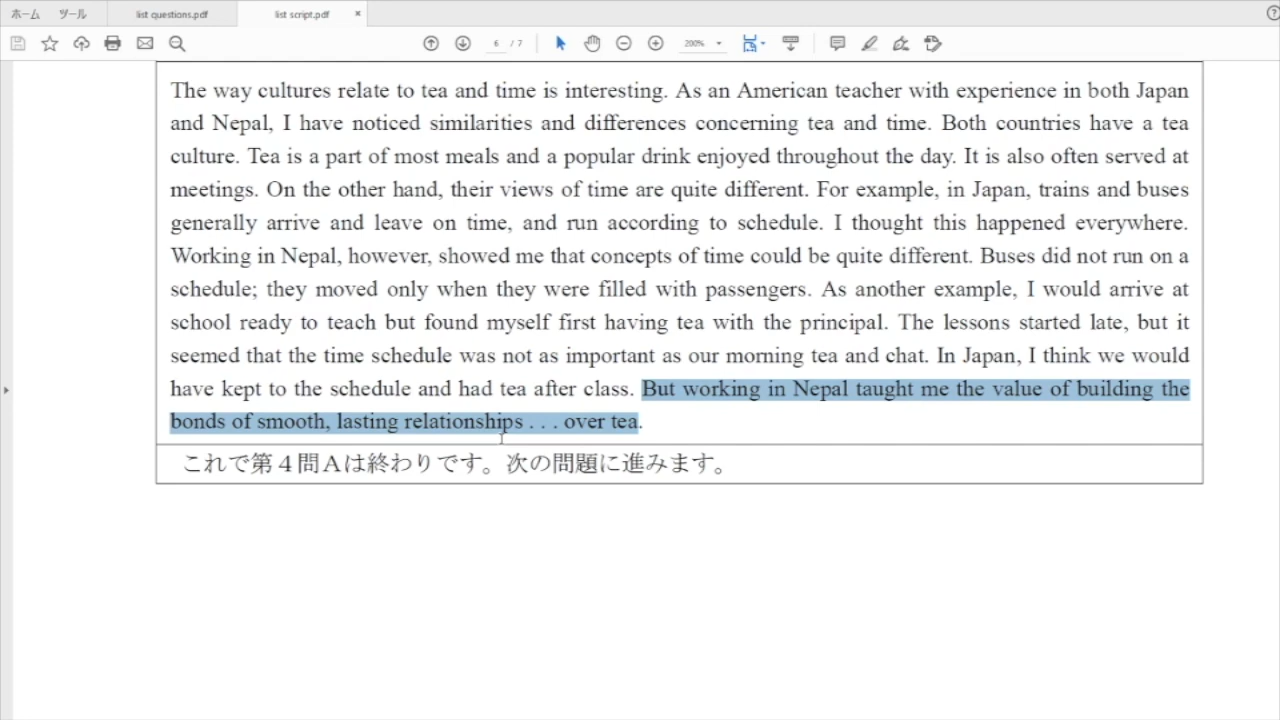 ホーム ツール list questions.pdf list script.pdf ×
6 / 7 200%
The way cultures relate to tea and time is interesting. As an American teacher with experience in both Japan
and Nepal, I have noticed similarities and differences concerning tea and time. Both countries have a tea
culture. Tea is a part of most meals and a popular drink enjoyed throughout the day. It is also often served at
meetings. On the other hand, their views of time are quite different. For example, in Japan, trains and buses
generally arrive and leave on time, and run according to schedule. I thought this happened everywhere.
Working in Nepal, however, showed me that concepts of time could be quite different. Buses did not run on a
schedule; they moved only when they were filled with passengers. As another example, I would arrive at
school ready to teach but found myself first having tea with the principal. The lessons started late, but it
seemed that the time schedule was not as important as our morning tea and chat. In Japan, I think we would
have kept to the schedule and had tea after class. But working in Nepal taught me the value of building the
bonds of smooth, lasting relationships . . . over tea.
これで第４問Ａは終わりです。次の問題に進みます。